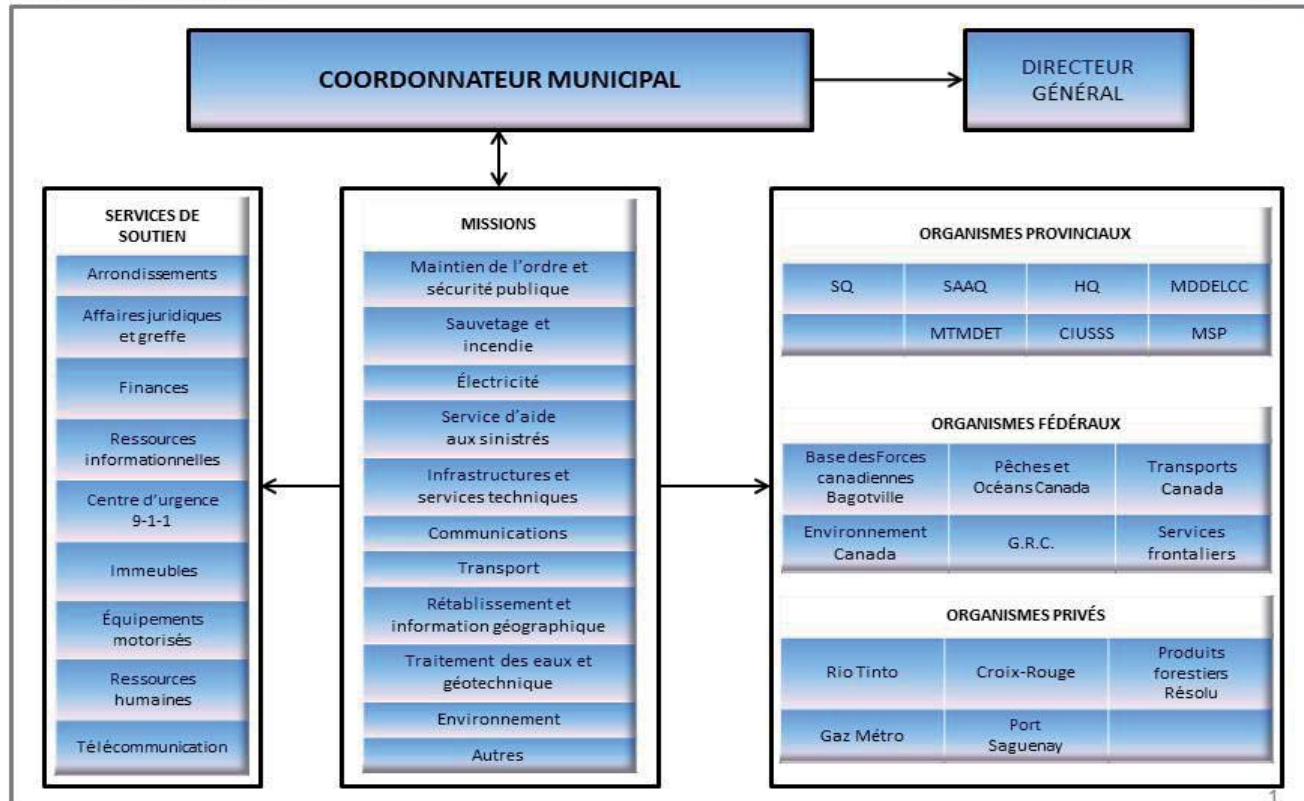 COORDONNATEUR MUNICIPAL
DIRECTEUR
GÉNÉRAL
SERVICES DE
SOUTIEN
Arrondissements
Affaires juridiques
et greffe
Finances
Ressources
informationnelles
Centre d'urgence
9-1-1
Immeubles
Équipements
motorisés
Ressources
humaines
Télécommunication
MISSIONS
Maintien de l'ordre et
sécurité publique
Sauvetage et
incendie
Électricité
Service d'aide
aux sinistrés
Infrastructures et
services techniques
Communications
Transport
Rétablissement et
information géographique
Traitement des eaux et
géotechnique
Environnement
Autres
ORGANISMES PROVINCIAUX
SQ SAAQ HQ MDDELCC
MTMDET CIUSSS MSP
ORGANISMES FÉDÉRAUX
Base des Forces
canadiennes
Bagotville
Pêches et
Océans Canada
Transports
Canada
Environnement
Canada
G.R.C.
Services
frontaliers
ORGANISMES PRIVÉS
Rio Tinto
Croix-Rouge
Produits
forestiers
Résolu
Gaz Métro
Port
Saguenay
1